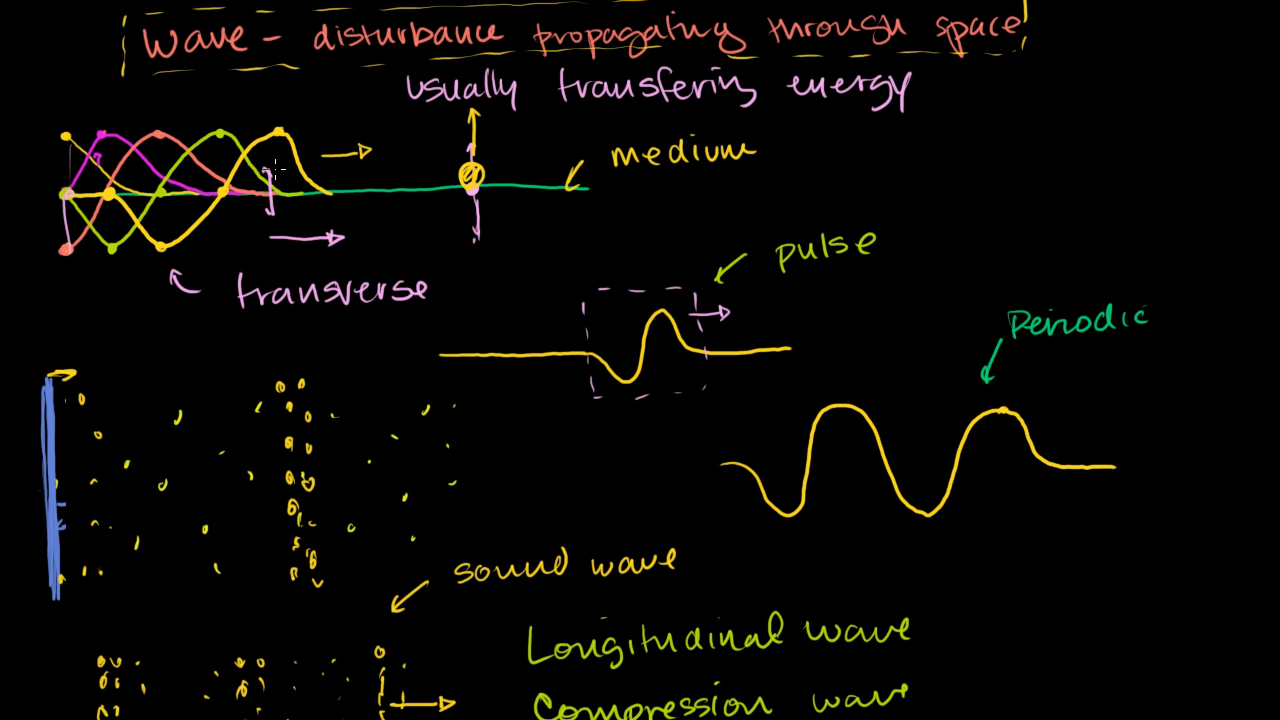 Wave - disturbance propagating through space
usually transfering energy
medium
pulse
transverse
Periodic
sound wave
Longitudinal wave
Compression wave